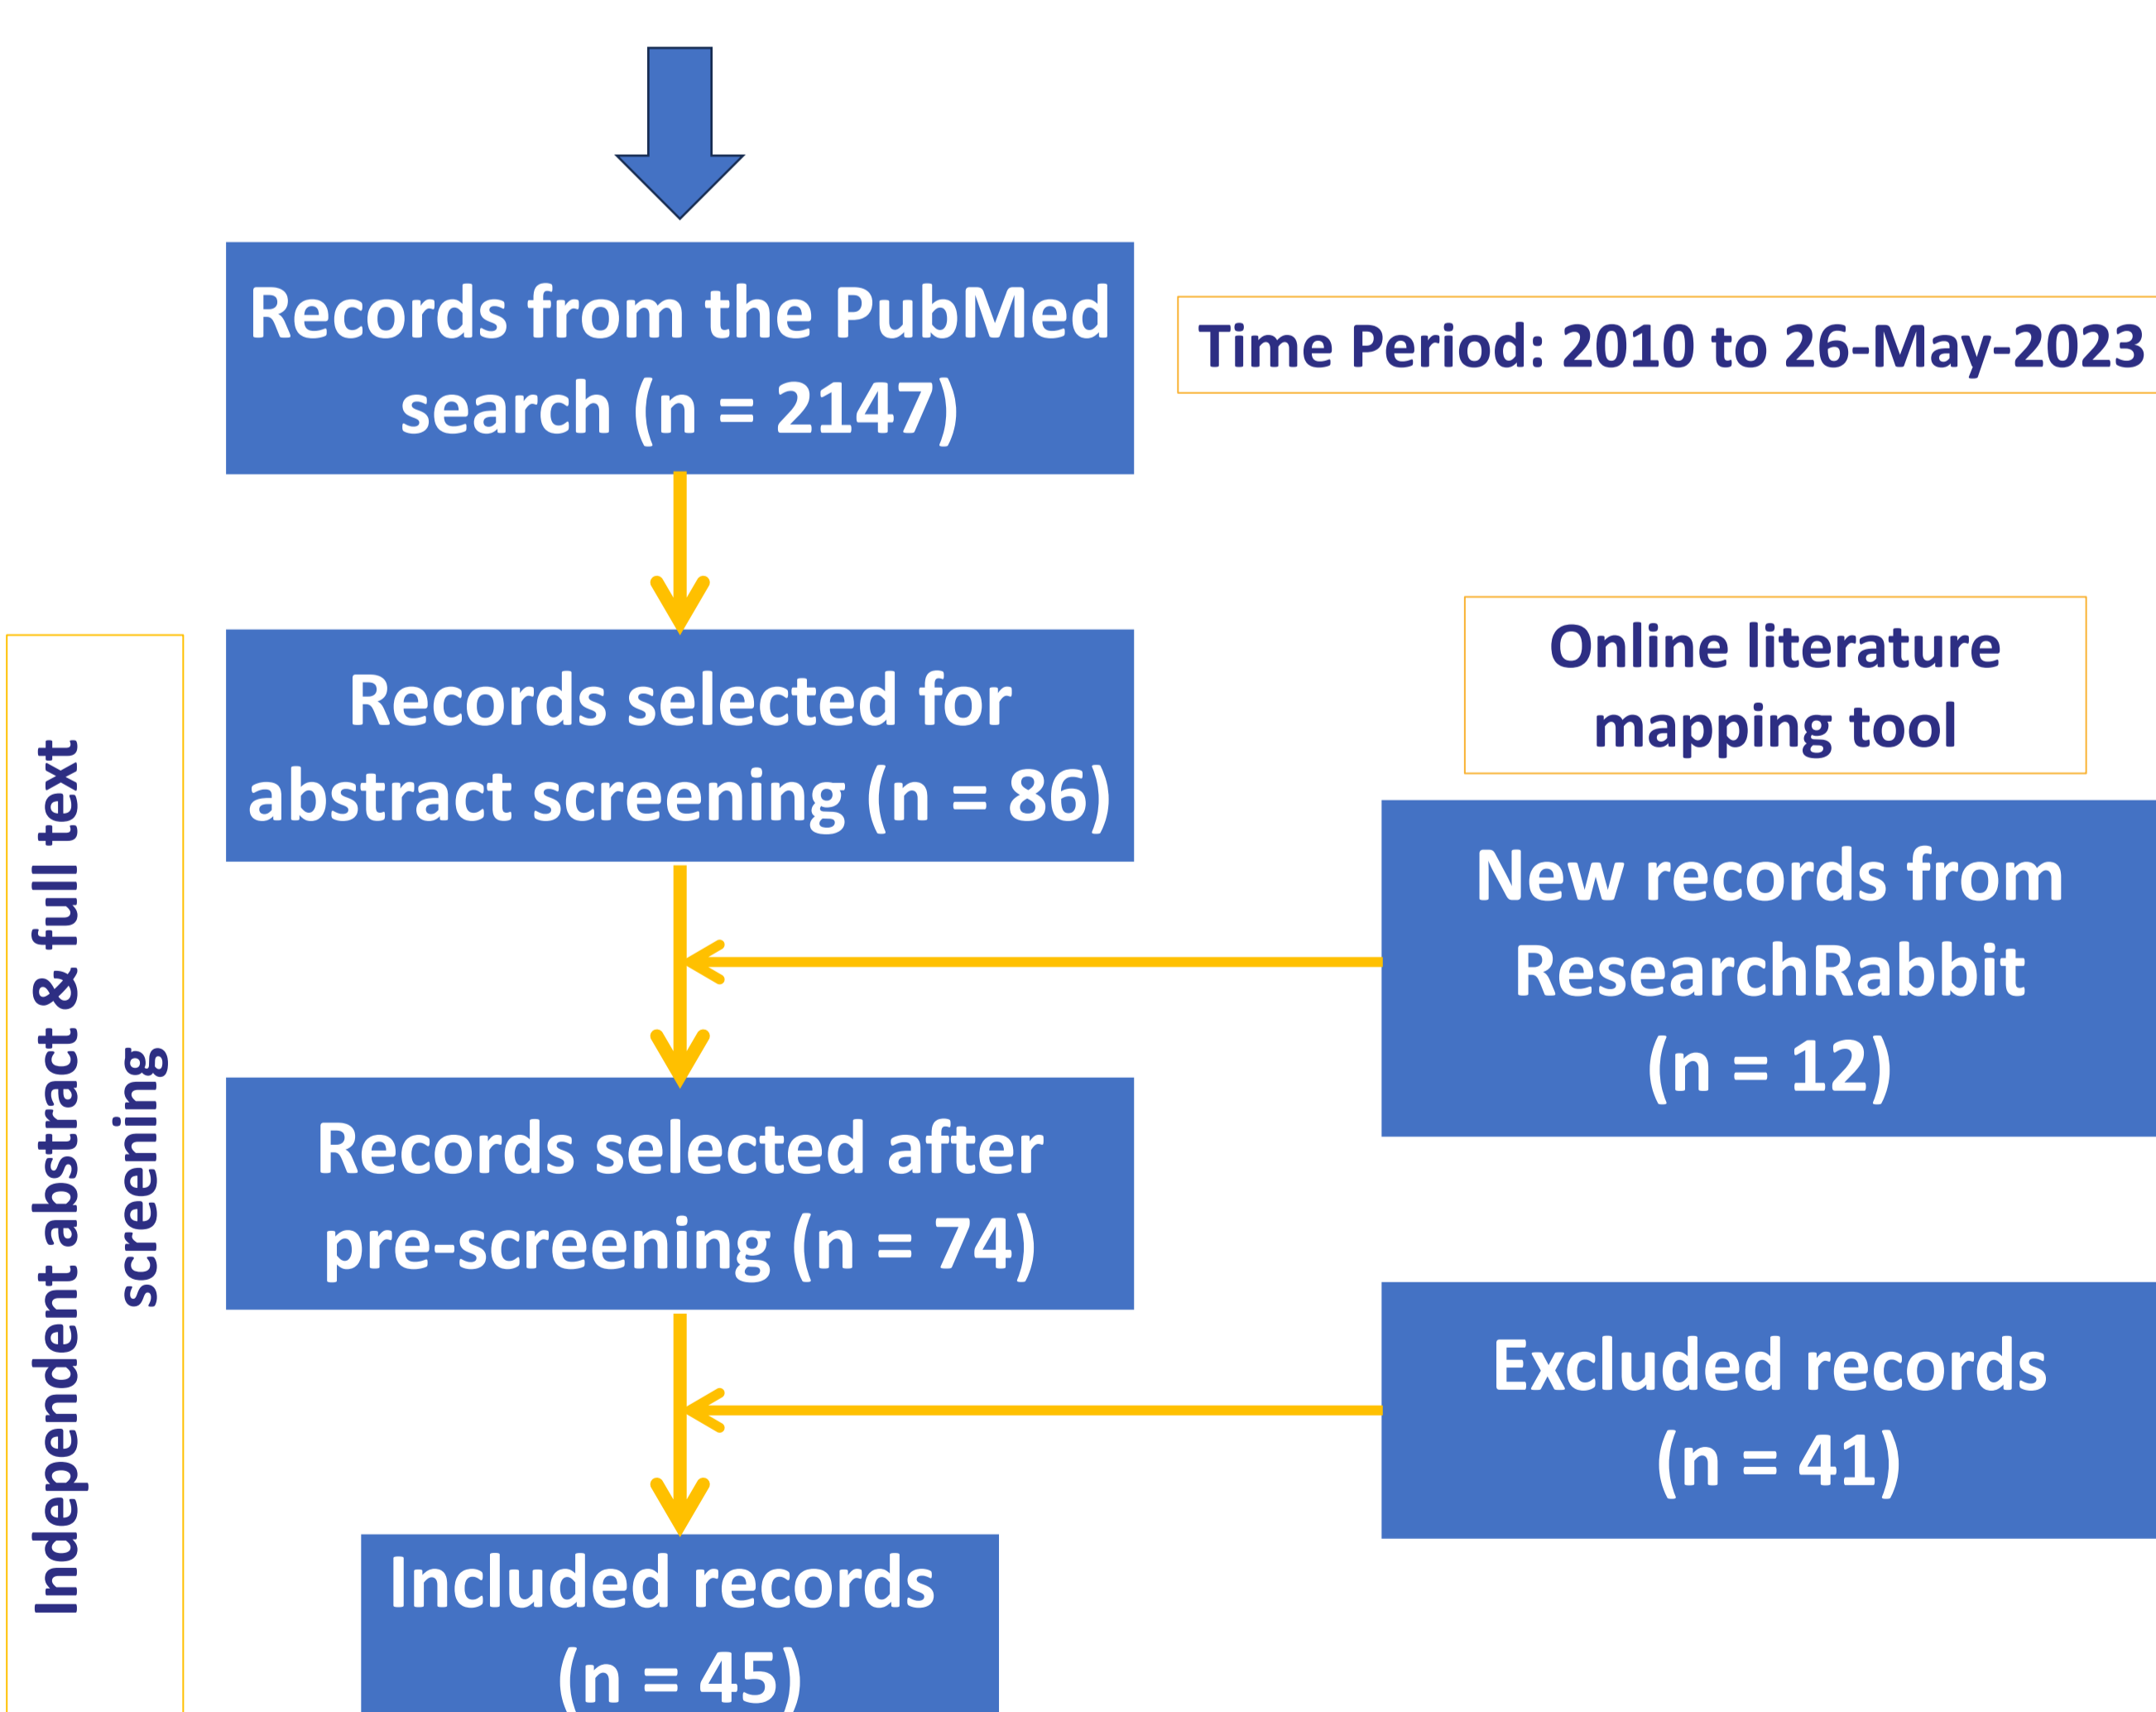 Records from the PubMed
search (n = 2147)
Time Period: 2010 to 26-May-2023
Records selected for
abstract screening (n = 86)
Online literature
mapping tool
New records from
ResearchRabbit
(n = 12)
Records selected after
pre-screening (n = 74)
Excluded records
(n = 41)
Included records
(n = 45)
Independent abstract & full text
screening